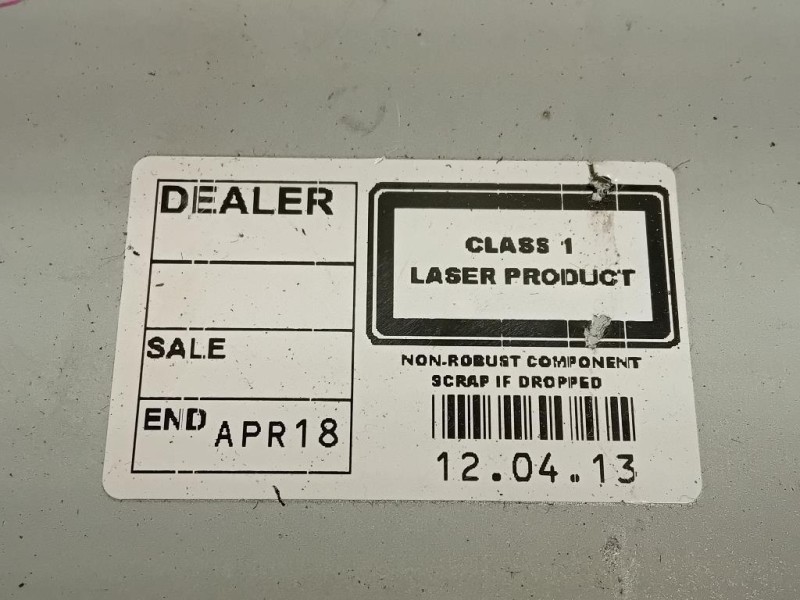 DEALER
SALE
END APR18
CLASS 1
LASER PRODUCT
NON-ROBUST COMPONENT
SCRAP IF DROPPED
12.04.13